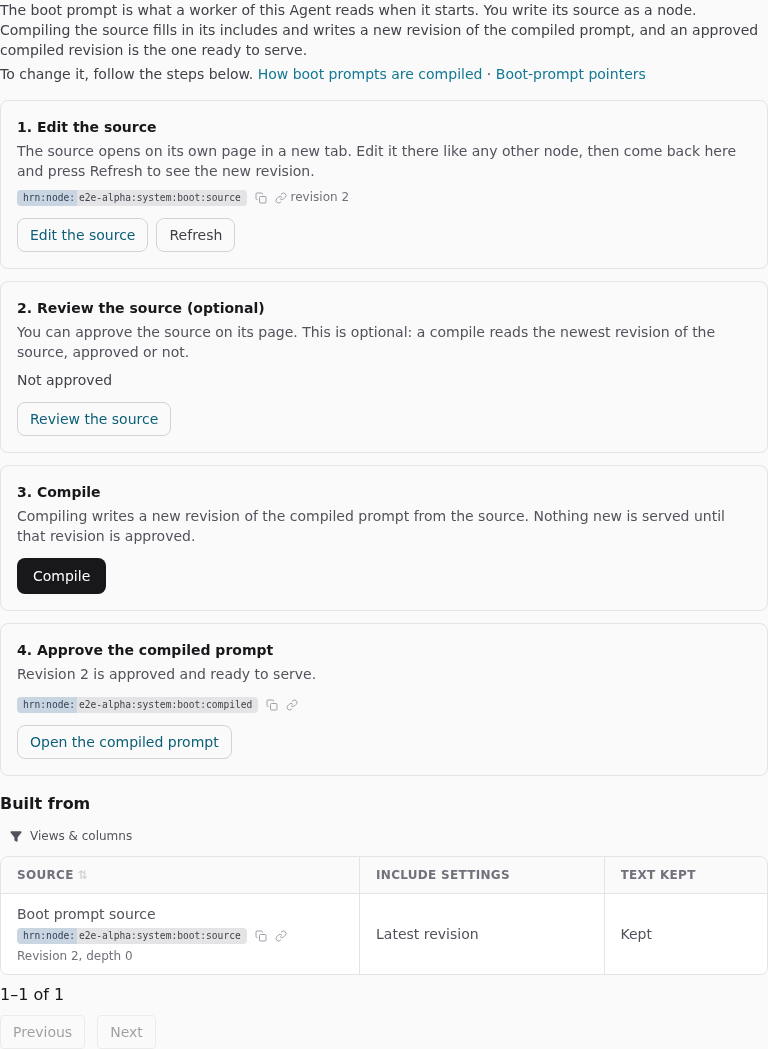 The boot prompt is what a worker of this Agent reads when it starts. You write its source as a node.
Compiling the source fills in its includes and writes a new revision of the compiled prompt, and an approved
compiled revision is the one ready to serve.
To change it, follow the steps below. How boot prompts are compiled · Boot-prompt pointers
1. Edit the source
The source opens on its own page in a new tab. Edit it there like any other node, then come back here
and press Refresh to see the new revision.
hrn:node: e2e-alpha:system:boot:source revision 2
Edit the source Refresh
2. Review the source (optional)
You can approve the source on its page. This is optional: a compile reads the newest revision of the
source, approved or not.
Not approved
Review the source
3. Compile
Compiling writes a new revision of the compiled prompt from the source. Nothing new is served until
that revision is approved.
Compile
4. Approve the compiled prompt
Revision 2 is approved and ready to serve.
hrn:node: e2e-alpha:system:boot:compiled
Open the compiled prompt
Built from
Views & columns
SOURCE INCLUDE SETTINGS TEXT KEPT
Boot prompt source
hrn:node: e2e-alpha:system:boot:source
Revision 2, depth 0
Latest revision
Kept
1–1 of 1
Previous Next